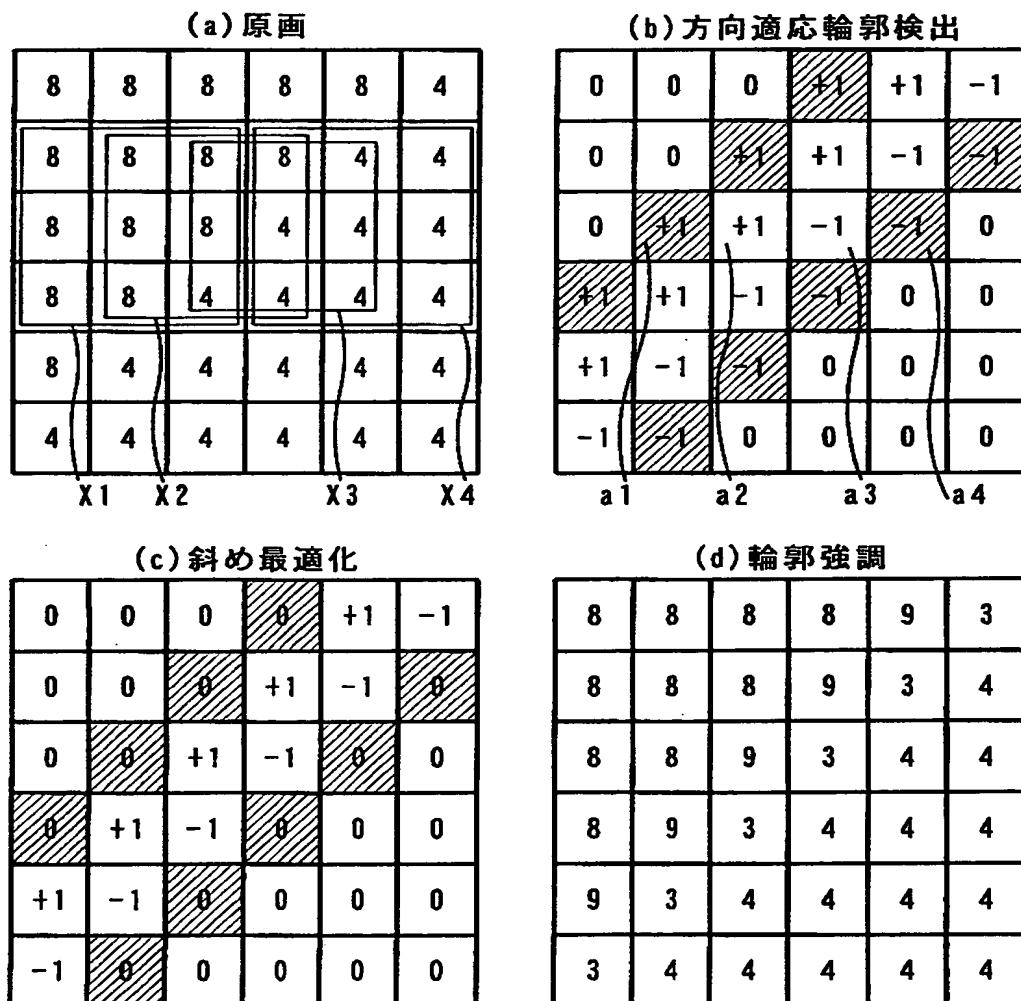 (a)原画
8 8 8 8 8 4
8 8 8 8 4 4
8 8 8 4 4 4
8 8 4 4 4 4
8 4 4 4 4 4
4 4 4 4 4 4
X1 X2 X3 X4
(b)方向適応輪郭検出
0 0 0 +1 +1 -1
0 0 +1 +1 -1 -1
0 +1 +1 -1 -1 0
+1 +1 -1 -1 0 0
+1 -1 -1 0 0 0
-1 -1 0 0 0 0
a1 a2 a3 a4
(c)斜め最適化
0 0 0 0 +1 -1
0 0 0 +1 -1 0
0 0 +1 -1 0 0
0 +1 -1 0 0 0
+1 -1 0 0 0 0
-1 0 0 0 0 0
(d)輪郭強調
8 8 8 8 9 3
8 8 8 9 3 4
8 8 9 3 4 4
8 9 3 4 4 4
9 3 4 4 4 4
3 4 4 4 4 4